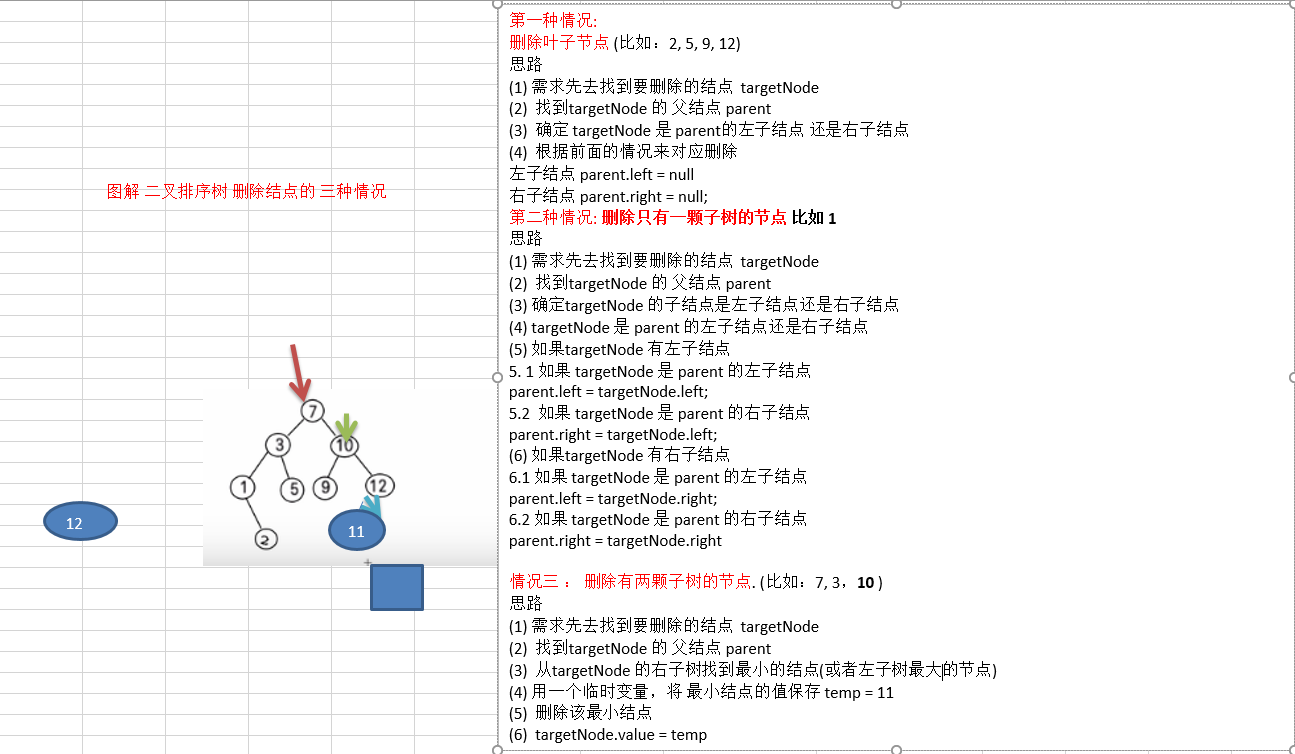 图解 二叉排序树 删除结点的 三种情况
7
3
10
1
5
9
12
2
11
12
第一种情况:
删除叶子节点 (比如：2, 5, 9, 12)
思路
(1) 需求先去找到要删除的结点 targetNode
(2) 找到targetNode 的 父结点 parent
(3) 确定 targetNode 是 parent的左子结点 还是右子结点
(4) 根据前面的情况来对应删除
左子结点 parent.left = null
右子结点 parent.right = null;
第二种情况: 删除只有一颗子树的节点 比如 1
思路
(1) 需求先去找到要删除的结点 targetNode
(2) 找到targetNode 的 父结点 parent
(3) 确定targetNode 的子结点是左子结点还是右子结点
(4) targetNode 是 parent 的左子结点还是右子结点
(5) 如果targetNode 有左子结点
5. 1 如果 targetNode 是 parent 的左子结点
parent.left = targetNode.left;
5.2 如果 targetNode 是 parent 的右子结点
parent.right = targetNode.left;
(6) 如果targetNode 有右子结点
6.1 如果 targetNode 是 parent 的左子结点
parent.left = targetNode.right;
6.2 如果 targetNode 是 parent 的右子结点
parent.right = targetNode.right
情况三 ： 删除有两颗子树的节点. (比如：7, 3，10 )
思路
(1) 需求先去找到要删除的结点 targetNode
(2) 找到targetNode 的 父结点 parent
(3) 从targetNode 的右子树找到最小的结点(或者左子树最大的节点)
(4) 用一个临时变量，将 最小结点的值保存 temp = 11
(5) 删除该最小结点
(6) targetNode.value = temp